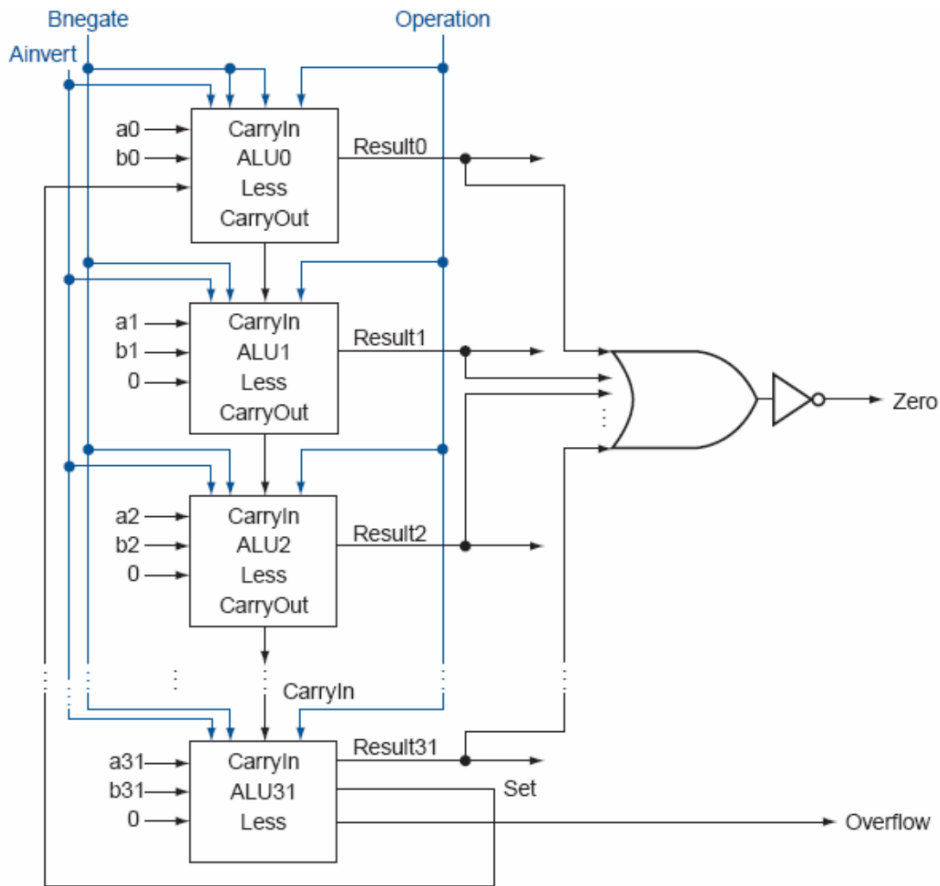 Bnegate
Operation
Ainvert
a0
b0
CarryIn
ALU0
Less
CarryOut
Result0
a1
b1
0
CarryIn
ALU1
Less
CarryOut
Result1
Zero
a2
b2
0
CarryIn
ALU2
Less
CarryOut
Result2
CarryIn
a31
b31
0
CarryIn
ALU31
Less
Result31
Set
Overflow